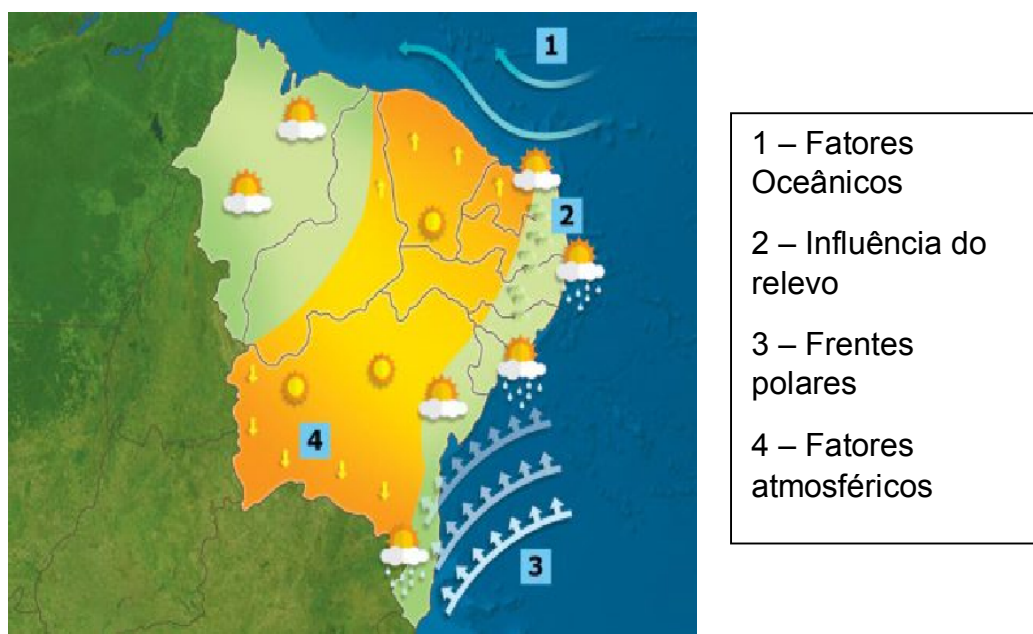 1
2
4
3
1 – Fatores
Oceânicos
2 – Influência do
relevo
3 – Frentes
polares
4 – Fatores
atmosféricos